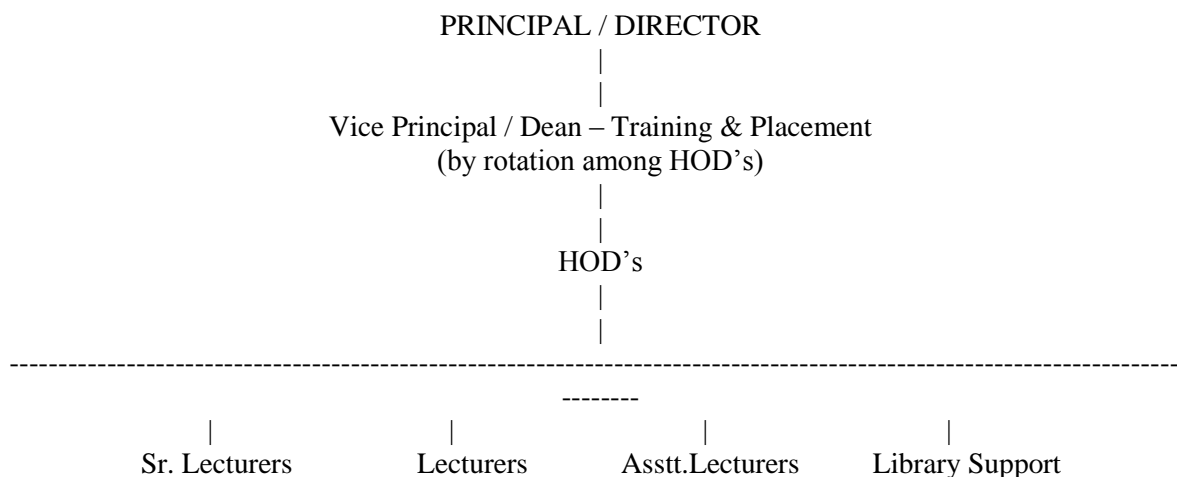 PRINCIPAL / DIRECTOR
|
|
Vice Principal / Dean – Training & Placement
(by rotation among HOD’s)
|
|
HOD’s
|
|
-------------------------------------------------------------------------------------------------------------------------
--------
| | | |
Sr. Lecturers Lecturers Asstt.Lecturers Library Support